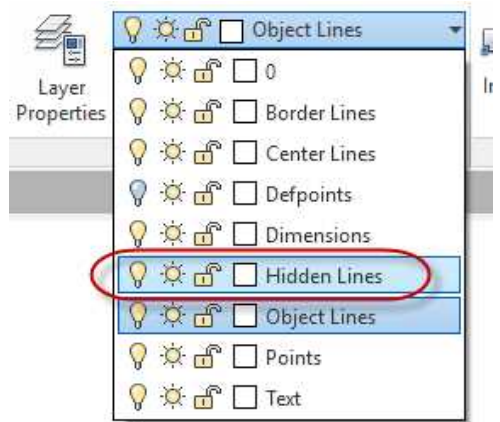 Object Lines
Layer
Properties
0
Border Lines
Center Lines
Defpoints
Dimensions
Hidden Lines
Object Lines
Points
Text